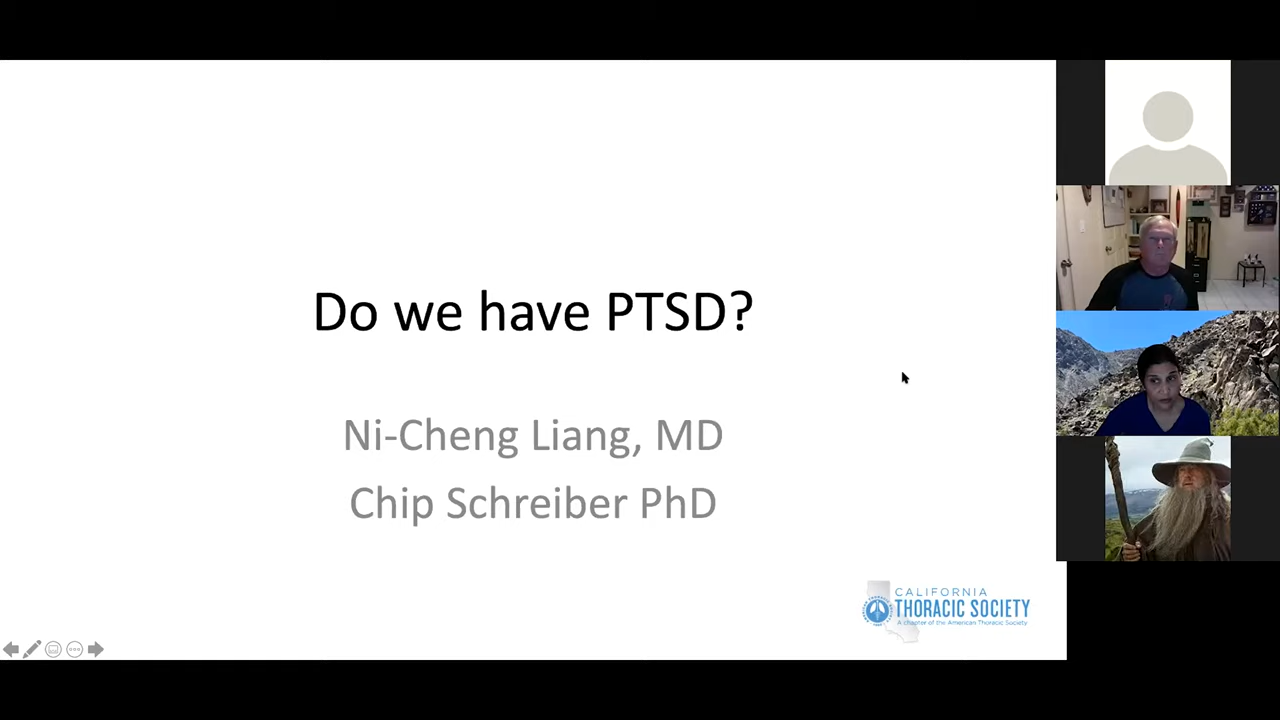 Do we have PTSD?
Ni-Cheng Liang, MD
Chip Schreiber PhD
CALIFORNIA
THORACIC SOCIETY
A chapter of the American Thoracic Society